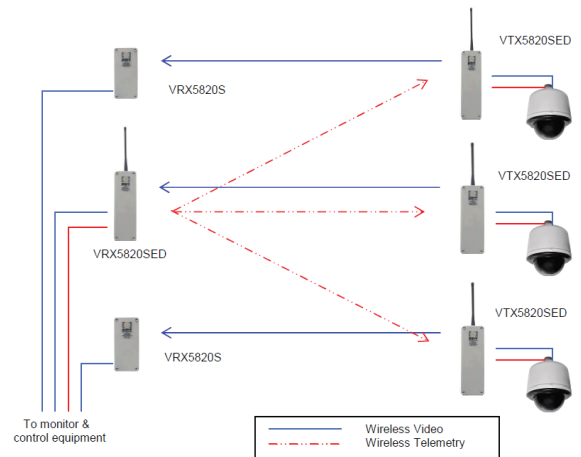 VTX5820SED
VRX5820S
VTX5820SED
VRX5820SED
VTX5820SED
VRX5820S
To monitor &
control equipment
Wireless Video
Wireless Telemetry